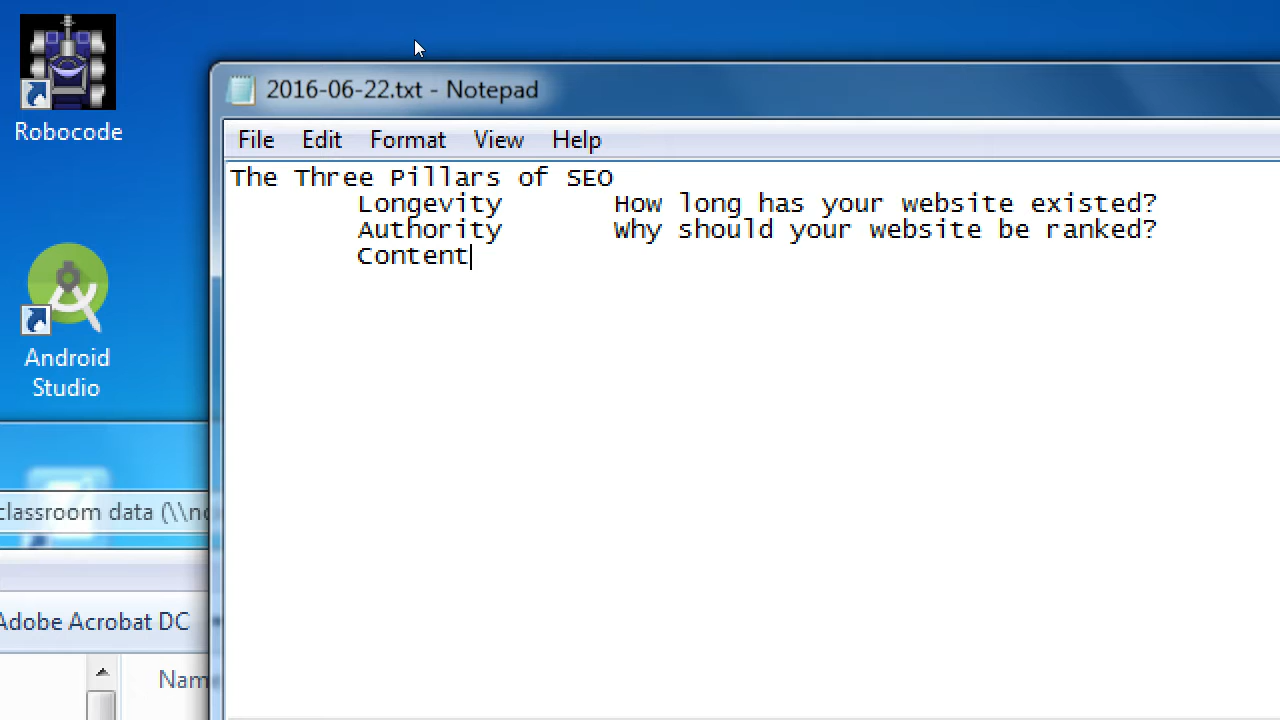 Robocode
2016-06-22.txt - Notepad
File Edit Format View Help
The Three Pillars of SEO
Longevity How long has your website existed?
Authority Why should your website be ranked?
Content
Android
Studio
classroom data (\\no
Adobe Acrobat DC
Nam